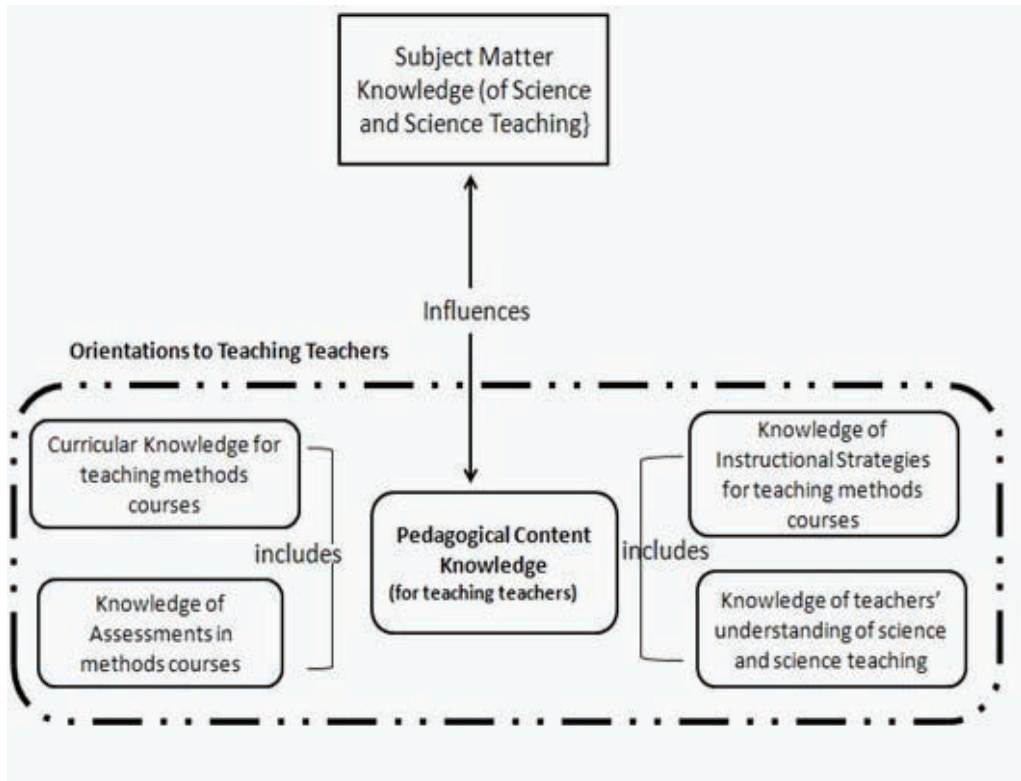 Subject Matter
Knowledge (of Science
and Science Teaching}
Influences
Orientations to Teaching Teachers
Curricular Knowledge for
teaching methods
courses
includes
Knowledge of
Assessments in
methods courses
Pedagogical Content
Knowledge
(for teaching teachers)
includes
Knowledge of
Instructional Strategies
for teaching methods
courses
Knowledge of teachers'
understanding of science
and science teaching